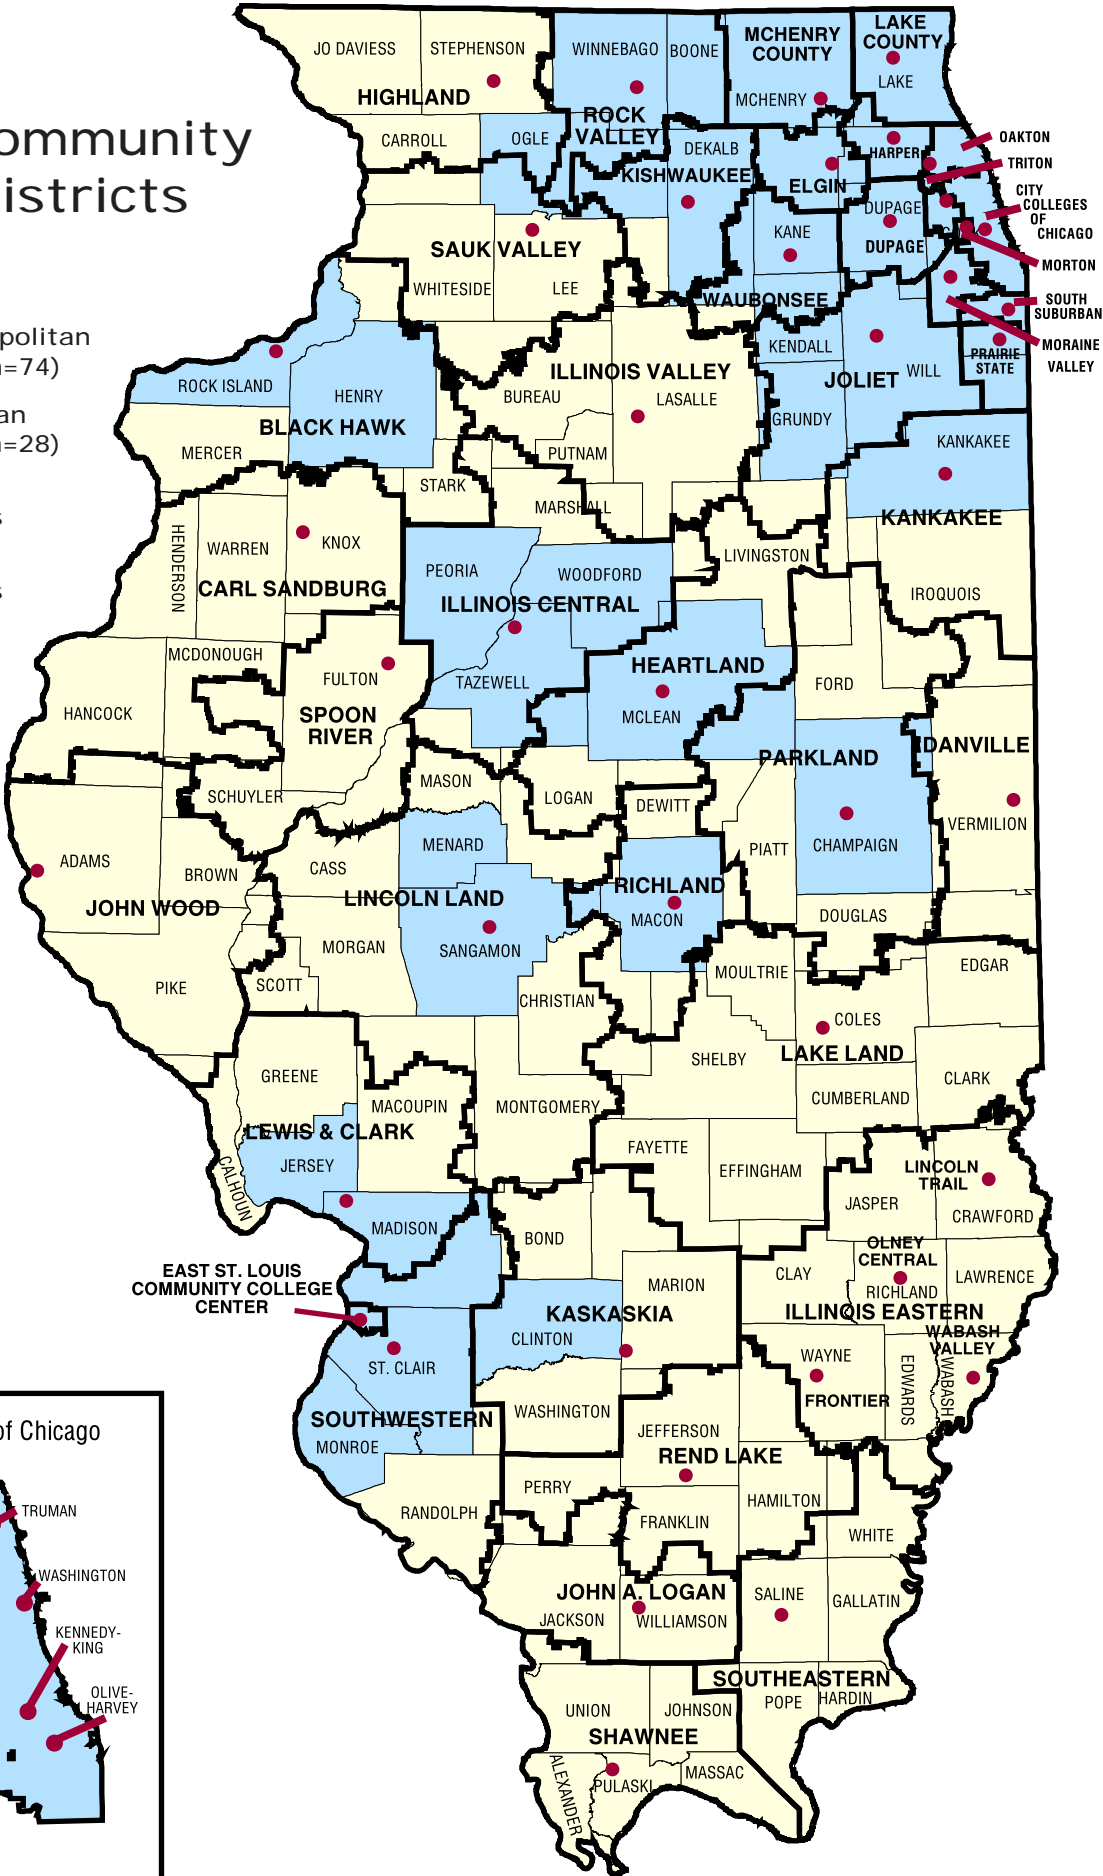 ommunity
istricts
politan
=74)
an
=28)
s
s
JO DAVIESS
STEPHENSON
HIGHLAND
CARROLL
WINNEBAGO
BOONE
ROCK
VALLEY
OGLE
MCHENRY
COUNTY
MCHENRY
LAKE
COUNTY
LAKE
DEKALB
KISHWAUKEE
ELGIN
HARPER
OAKTON
TRITON
CITY
COLLEGES
OF
CHICAGO
MORTON
SOUTH
SUBURBAN
MORAINE
VALLEY
PRAIRIE
STATE
KANE
DUPAGE
DUPAGE
SAUK VALLEY
WHITESIDE
LEE
WAUBONSEE
KENDALL
JOLIET
WILL
GRUNDY
ROCK ISLAND
HENRY
BLACK HAWK
MERCER
BUREAU
ILLINOIS VALLEY
LASALLE
PUTNAM
STARK
MARSHALL
KANKAKEE
KANKAKEE
HENDERSON
WARREN
KNOX
CARL SANDBURG
PEORIA
WOODFORD
ILLINOIS CENTRAL
LIVINGSTON
IROQUOIS
MCDONOUGH
FULTON
TAZEWELL
HEARTLAND
MCLEAN
FORD
HANCOCK
SPOON
RIVER
PARKLAND
DANVILLE
SCHUYLER
MASON
LOGAN
DEWITT
VERMILION
ADAMS
BROWN
CASS
MENARD
PIATT
CHAMPAIGN
JOHN WOOD
LINCOLN LAND
RICHLAND
MACON
DOUGLAS
PIKE
SCOTT
MORGAN
SANGAMON
CHRISTIAN
MOULTRIE
EDGAR
COLES
LAKE LAND
SHELBY
GREENE
MACOUPIN
MONTGOMERY
CUMBERLAND
CLARK
LEWIS & CLARK
JERSEY
CALHOUN
FAYETTE
EFFINGHAM
LINCOLN
TRAIL
JASPER
CRAWFORD
MADISON
BOND
OLNEY
CENTRAL
CLAY
RICHLAND
LAWRENCE
EAST ST. LOUIS
COMMUNITY COLLEGE
CENTER
MARION
KASKASKIA
CLINTON
ILLINOIS EASTERN
WABASH
VALLEY
ST. CLAIR
WAYNE
EDWARDS
WABASH
FRONTIER
SOUTHWESTERN
MONROE
WASHINGTON
JEFFERSON
REND LAKE
RANDOLPH
PERRY
FRANKLIN
HAMILTON
WHITE
JOHN A. LOGAN
JACKSON
WILLIAMSON
SALINE
GALLATIN
SOUTHEASTERN
UNION
JOHNSON
POPE
HARDIN
SHAWNEE
ALEXANDER
PULASKI
MASSAC
of Chicago
TRUMAN
WASHINGTON
KENNEDY-
KING
OLIVE-
HARVEY